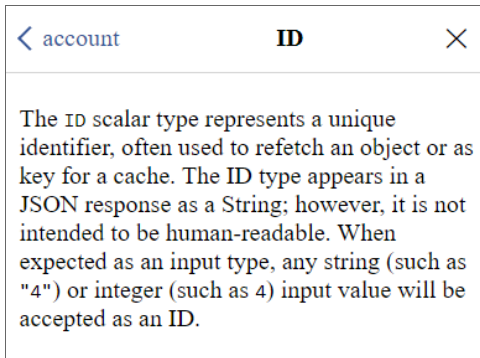 account ID
The ID scalar type represents a unique
identifier, often used to refetch an object or as
key for a cache. The ID type appears in a
JSON response as a String; however, it is not
intended to be human-readable. When
expected as an input type, any string (such as
"4") or integer (such as 4) input value will be
accepted as an ID.